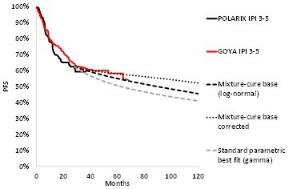 100%
90%
80%
70%
60%
50%
40%
30%
20%
10%
0%
PFS
0
20
40
60
80
100
120
Months
POLARIX IPI 3-5
GOYA IPI 3-5
Mixture-cure base
(log-normal)
Mixture-cure base
corrected
Standard parametric
best fit (gamma)